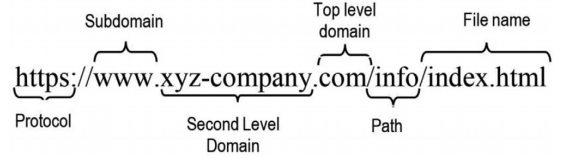 Subdomain
Top level
domain
File name
https://www.xyz-company.com/info/index.html
Protocol
Second Level
Domain
Path